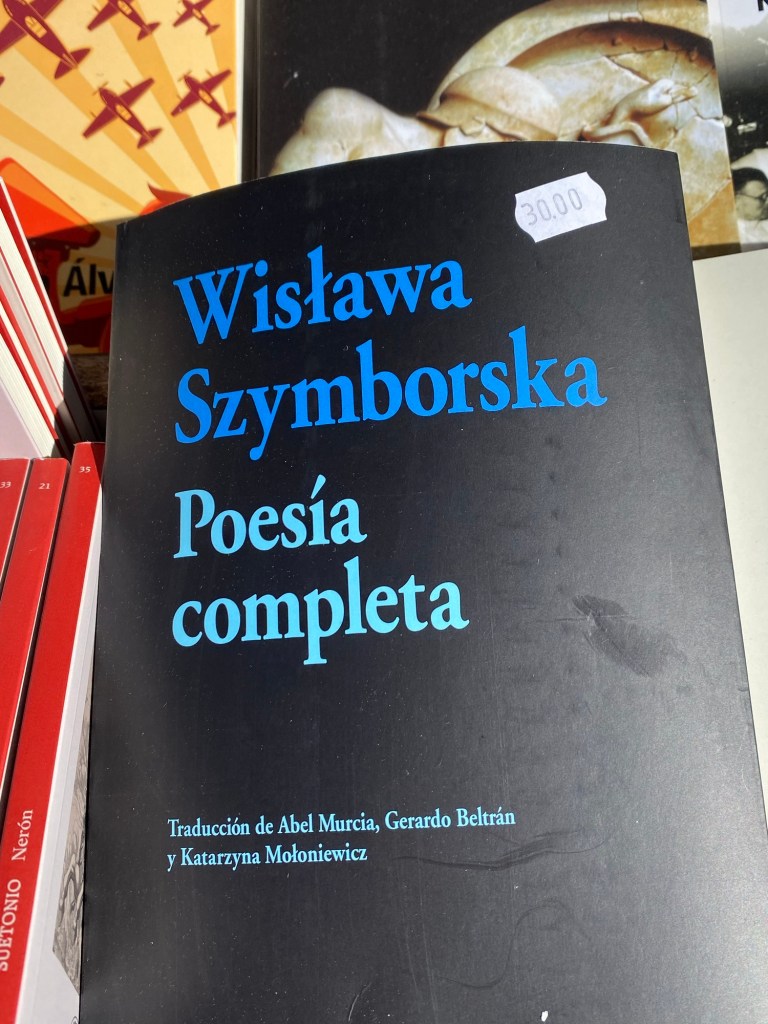 30.00
Wisława
Szymborska
Poesía
completa
Traducción de Abel Murcia, Gerardo Beltrán
y Katarzyna Mołoniewicz
33
21
35
SUETONIO Nerón